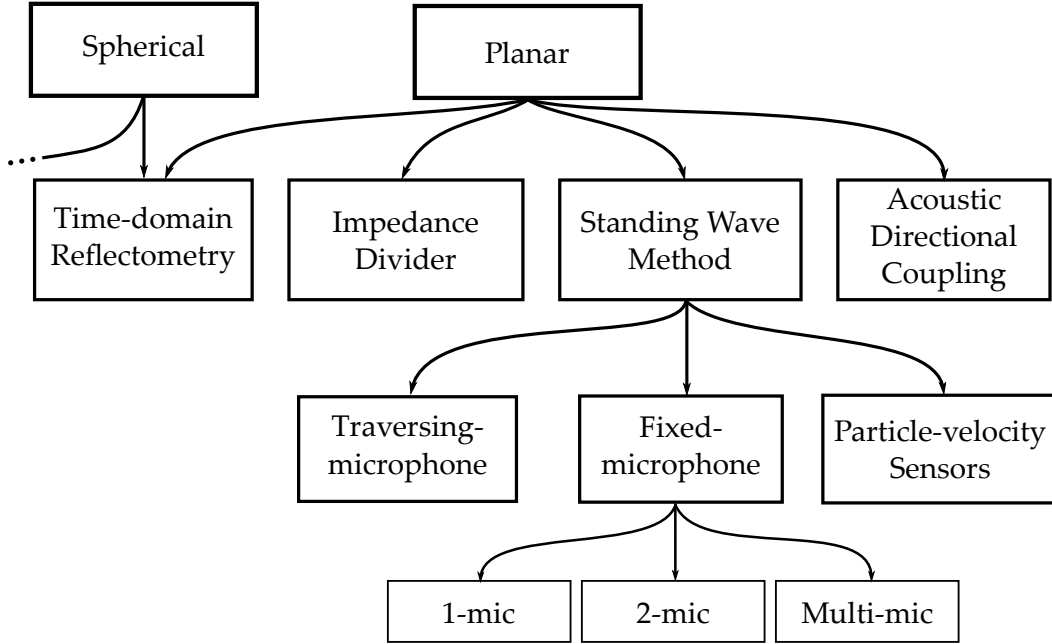 Spherical
Planar
Time-domain
Reflectometry
Impedance
Divider
Standing Wave
Method
Acoustic
Directional
Coupling
Traversing-
microphone
Fixed-
microphone
Particle-velocity
Sensors
1-mic
2-mic
Multi-mic